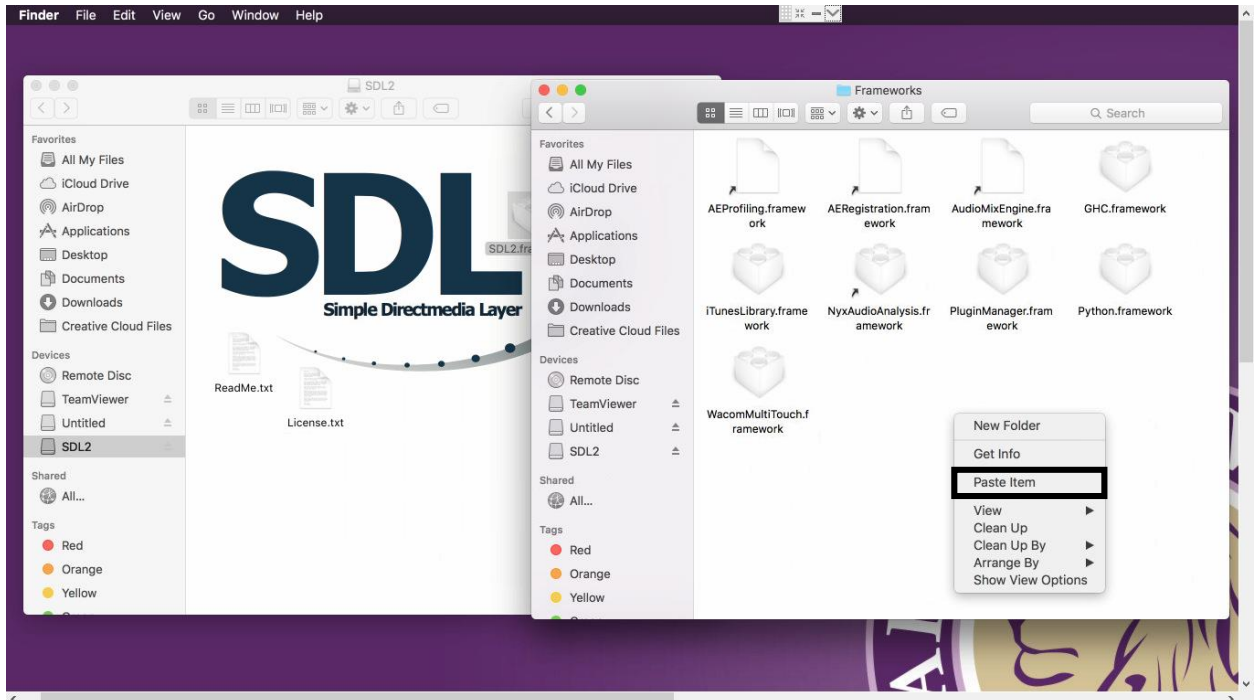 Finder File Edit View Go Window Help
SDL2
Favorites
All My Files
iCloud Drive
AirDrop
Applications
Desktop
Documents
Downloads
Creative Cloud Files
Devices
Remote Disc
TeamViewer
Untitled
SDL2
Shared
All...
Tags
Red
Orange
Yellow
SDL
Simple Directmedia Layer
SDL2.fra
ReadMe.txt
License.txt
Frameworks
Search
Favorites
All My Files
iCloud Drive
AirDrop
Applications
Desktop
Documents
Downloads
Creative Cloud Files
Devices
Remote Disc
TeamViewer
Untitled
SDL2
Shared
All...
Tags
Red
Orange
Yellow
AEProfiling.framew
ork
AERegistration.fram
ework
AudioMixEngine.fra
mework
GHC.framework
iTunesLibrary.frame
work
NyxAudioAnalysis.fr
amework
PluginManager.fram
ework
Python.framework
WacomMultiTouch.f
ramework
New Folder
Get Info
Paste Item
View
Clean Up
Clean Up By
Arrange By
Show View Options